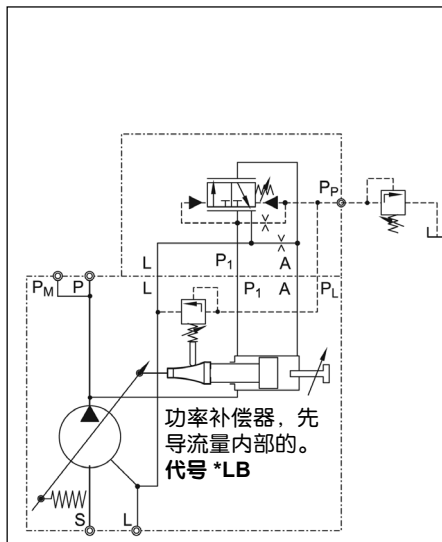 P_P
L P_1 A
L P_1 A P_L
P_M P
功率补偿器，先
导流量内部的。
代号 *LB
S L